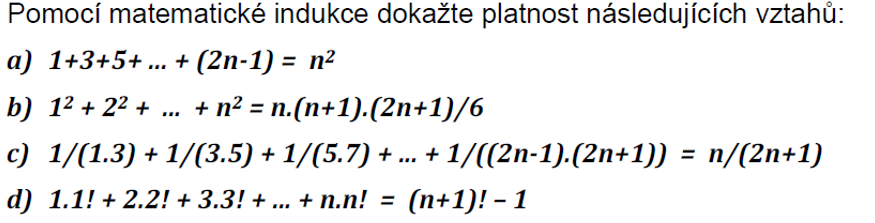 Pomocí matematické indukce dokažte platnost následujících vztahů:
a) 1+3+5+ ... + (2n-1) = n²
b) 1² + 2² + ... + n² = n.(n+1).(2n+1)/6
c) 1/(1.3) + 1/(3.5) + 1/(5.7) + ... + 1/((2n-1).(2n+1)) = n/(2n+1)
d) 1.1! + 2.2! + 3.3! + ... + n.n! = (n+1)! – 1